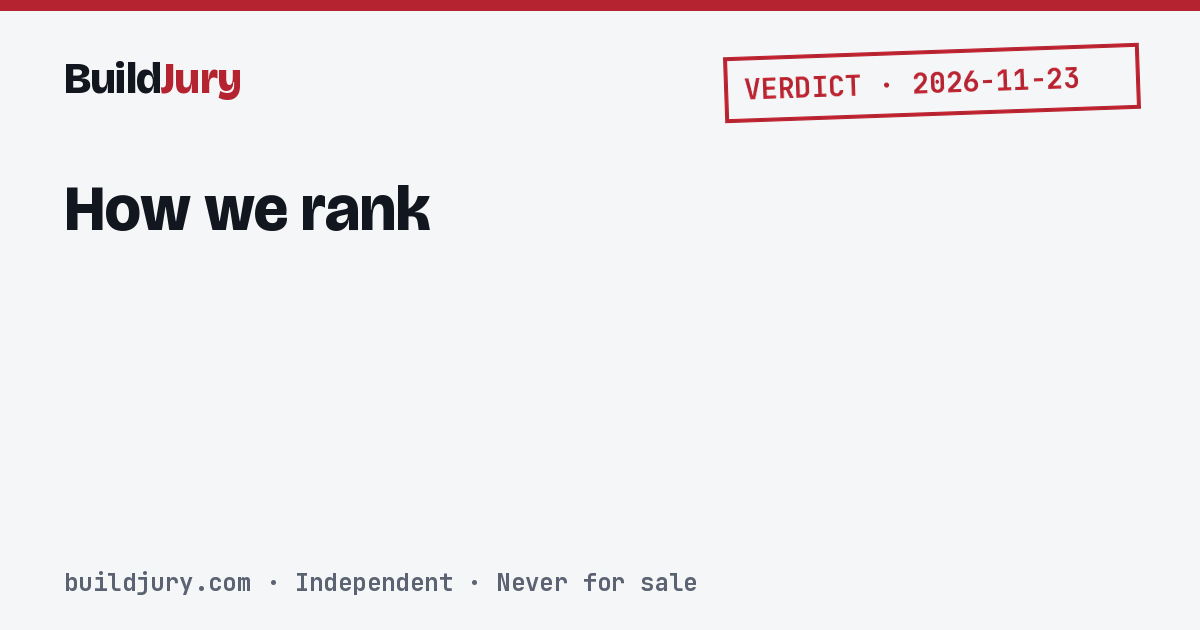 BuildJury
VERDICT · 2026-11-23
How we rank
buildjury.com · Independent · Never for sale